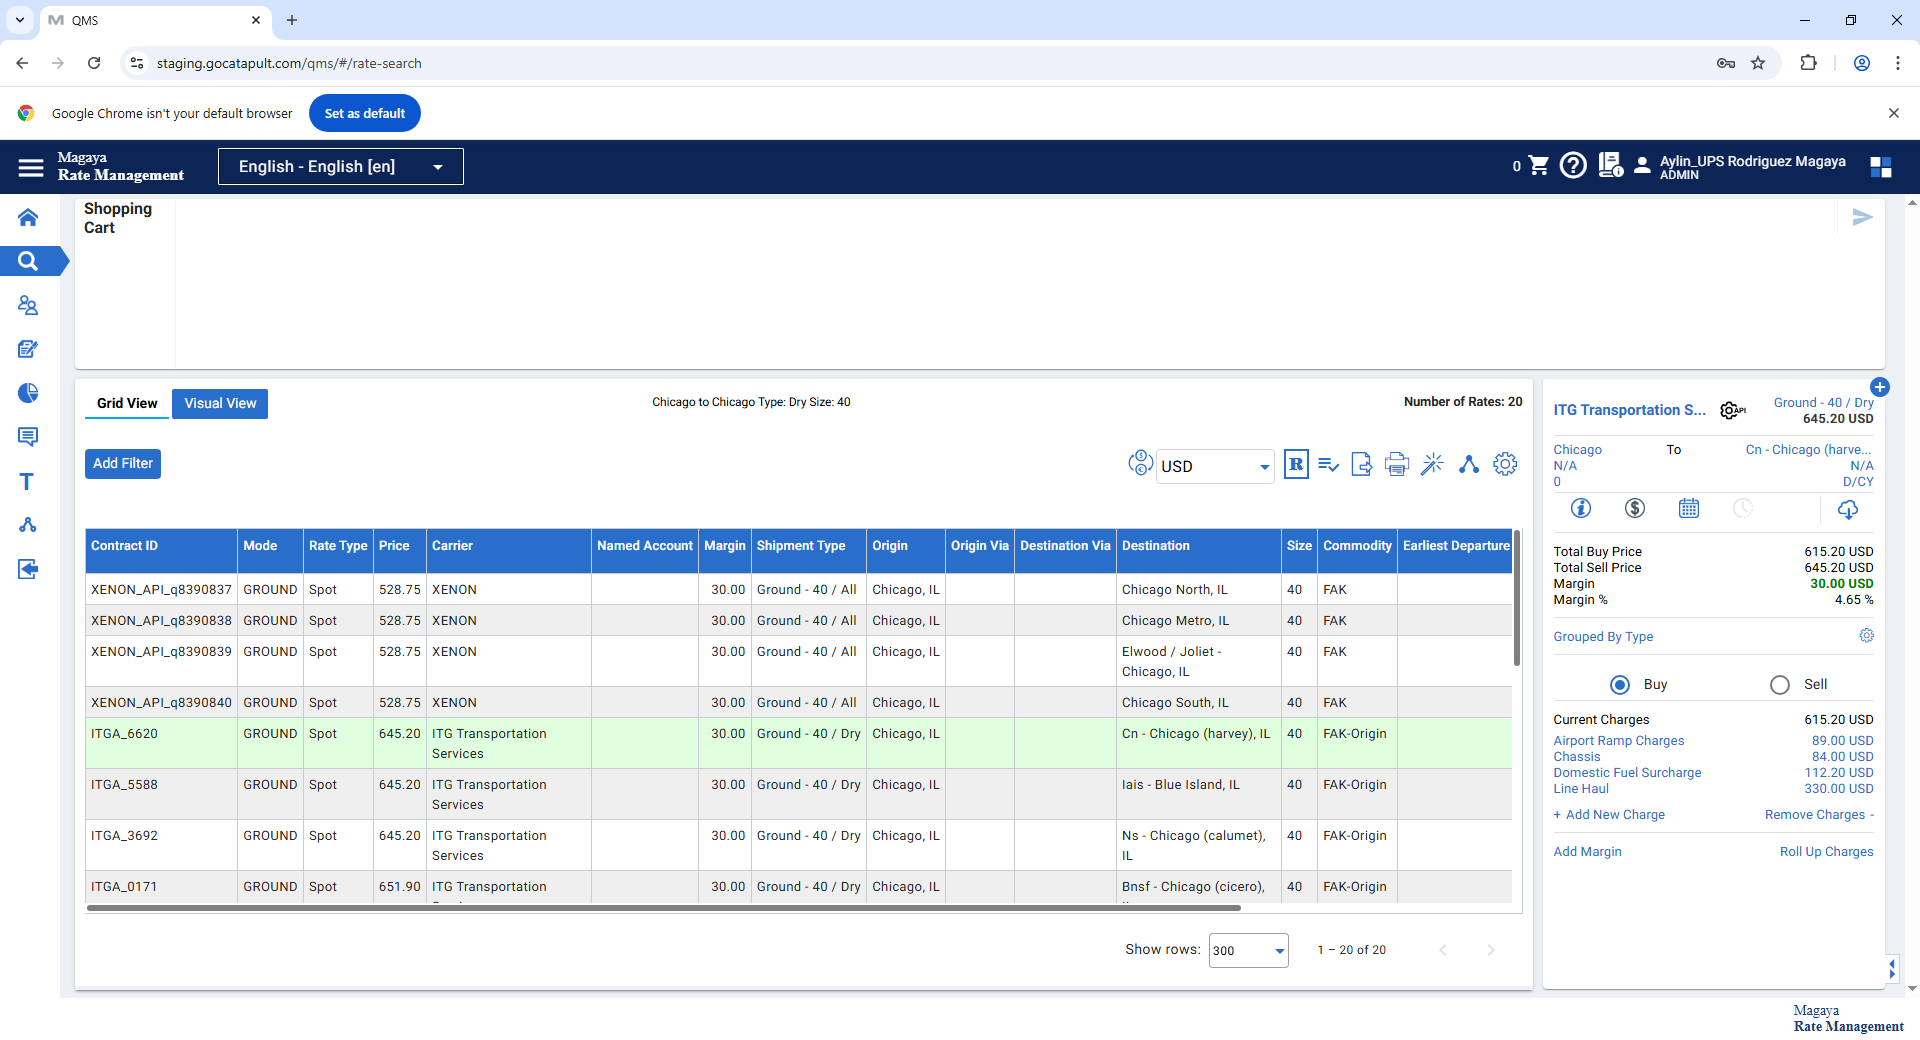 QMS
staging.gocatapult.com/qms/#/rate-search
Google Chrome isn't your default browser
Set as default
Magaya
Rate Management
English - English [en]
0
Aylin_UPS Rodriguez Magaya
ADMIN
Shopping
Cart
Grid View
Visual View
Chicago to Chicago Type: Dry Size: 40
Number of Rates: 20
Add Filter
USD
R
Contract ID Mode Rate Type Price Carrier Named Account Margin Shipment Type Origin Origin Via Destination Via Destination Size Commodity Earliest Departure
XENON_API_q8390837 GROUND Spot 528.75 XENON 30.00 Ground - 40 / All Chicago, IL Chicago North, IL 40 FAK
XENON_API_q8390838 GROUND Spot 528.75 XENON 30.00 Ground - 40 / All Chicago, IL Chicago Metro, IL 40 FAK
XENON_API_q8390839 GROUND Spot 528.75 XENON 30.00 Ground - 40 / All Chicago, IL Elwood / Joliet - 40 FAK
Chicago, IL
XENON_API_q8390840 GROUND Spot 528.75 XENON 30.00 Ground - 40 / All Chicago, IL Chicago South, IL 40 FAK
ITGA_6620 GROUND Spot 645.20 ITG Transportation 30.00 Ground - 40 / Dry Chicago, IL Cn - Chicago (harvey), IL 40 FAK-Origin
Services
ITGA_5588 GROUND Spot 645.20 ITG Transportation 30.00 Ground - 40 / Dry Chicago, IL Iais - Blue Island, IL 40 FAK-Origin
Services
ITGA_3692 GROUND Spot 645.20 ITG Transportation 30.00 Ground - 40 / Dry Chicago, IL Ns - Chicago (calumet), 40 FAK-Origin
Services IL
ITGA_0171 GROUND Spot 651.90 ITG Transportation 30.00 Ground - 40 / Dry Chicago, IL Bnsf - Chicago (cicero), 40 FAK-Origin
Show rows: 300 1 – 20 of 20
ITG Transportation S... API Ground - 40 / Dry
645.20 USD
Chicago To Cn - Chicago (harve...
N/A N/A
0 D/CY
Total Buy Price 615.20 USD
Total Sell Price 645.20 USD
Margin 30.00 USD
Margin % 4.65 %
Grouped By Type
Buy Sell
Current Charges 615.20 USD
Airport Ramp Charges 89.00 USD
Chassis 84.00 USD
Domestic Fuel Surcharge 112.20 USD
Line Haul 330.00 USD
+ Add New Charge Remove Charges -
Add Margin Roll Up Charges
Magaya
Rate Management